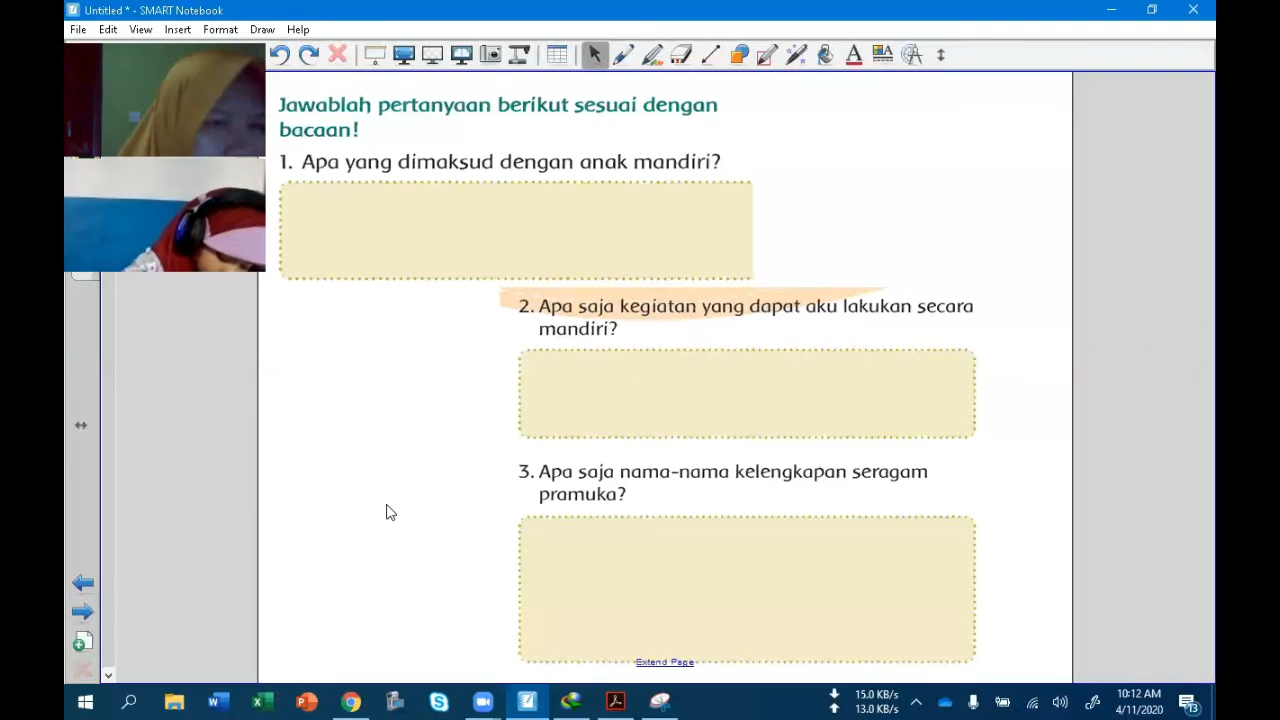 Untitled * - SMART Notebook
File Edit View Insert Format Draw Help
Jawablah pertanyaan berikut sesuai dengan
bacaan!
1. Apa yang dimaksud dengan anak mandiri?
2. Apa saja kegiatan yang dapat aku lakukan secara
mandiri?
3. Apa saja nama-nama kelengkapan seragam
pramuka?
Extend Page
15.0 KB/s
13.0 KB/s
10:12 AM
4/11/2020
13